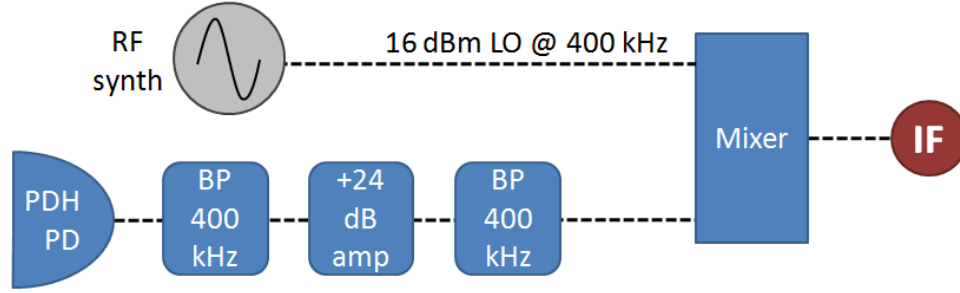 RF
synth
16 dBm LO @ 400 kHz
Mixer
IF
PDH
PD
BP
400
kHz
+24
dB
amp
BP
400
kHz